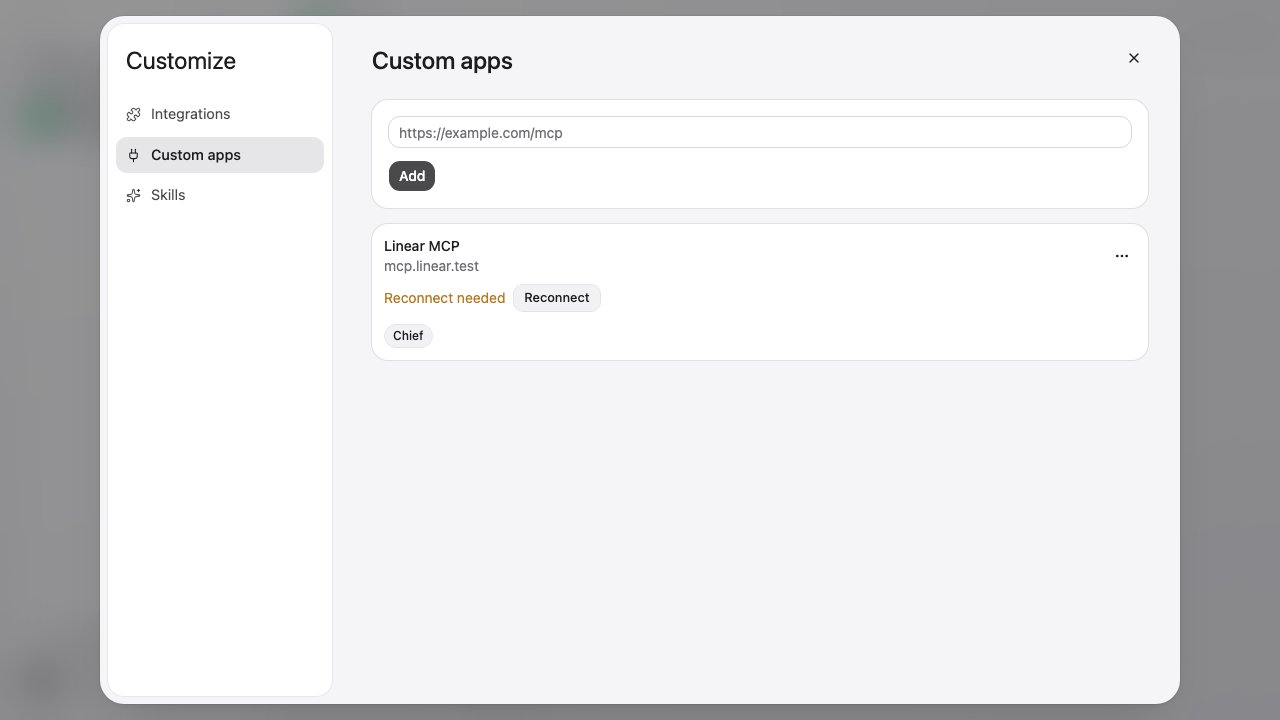 Customize
Integrations
Custom apps
Skills
Custom apps
https://example.com/mcp
Add
Linear MCP
mcp.linear.test
Reconnect needed Reconnect
Chief